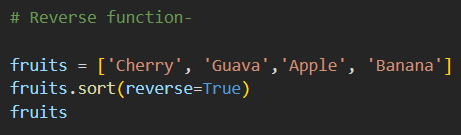 # Reverse function-
fruits = ['Cherry', 'Guava','Apple', 'Banana']
fruits.sort(reverse=True)
fruits